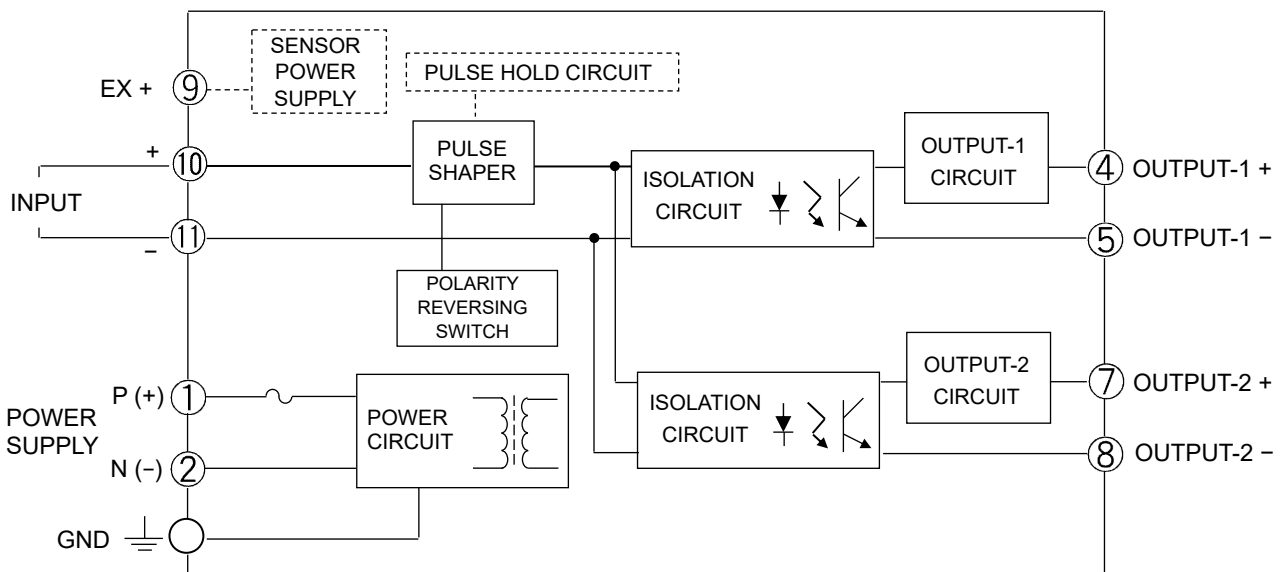 SENSOR
POWER
SUPPLY
PULSE HOLD CIRCUIT
EX +
9
+
10
INPUT
11
−
PULSE
SHAPER
POLARITY
REVERSING
SWITCH
ISOLATION
CIRCUIT
OUTPUT-1
CIRCUIT
4
OUTPUT-1 +
5
OUTPUT-1 −
POWER
SUPPLY
P (+)
1
N (−)
2
GND
POWER
CIRCUIT
ISOLATION
CIRCUIT
OUTPUT-2
CIRCUIT
7
OUTPUT-2 +
8
OUTPUT-2 −